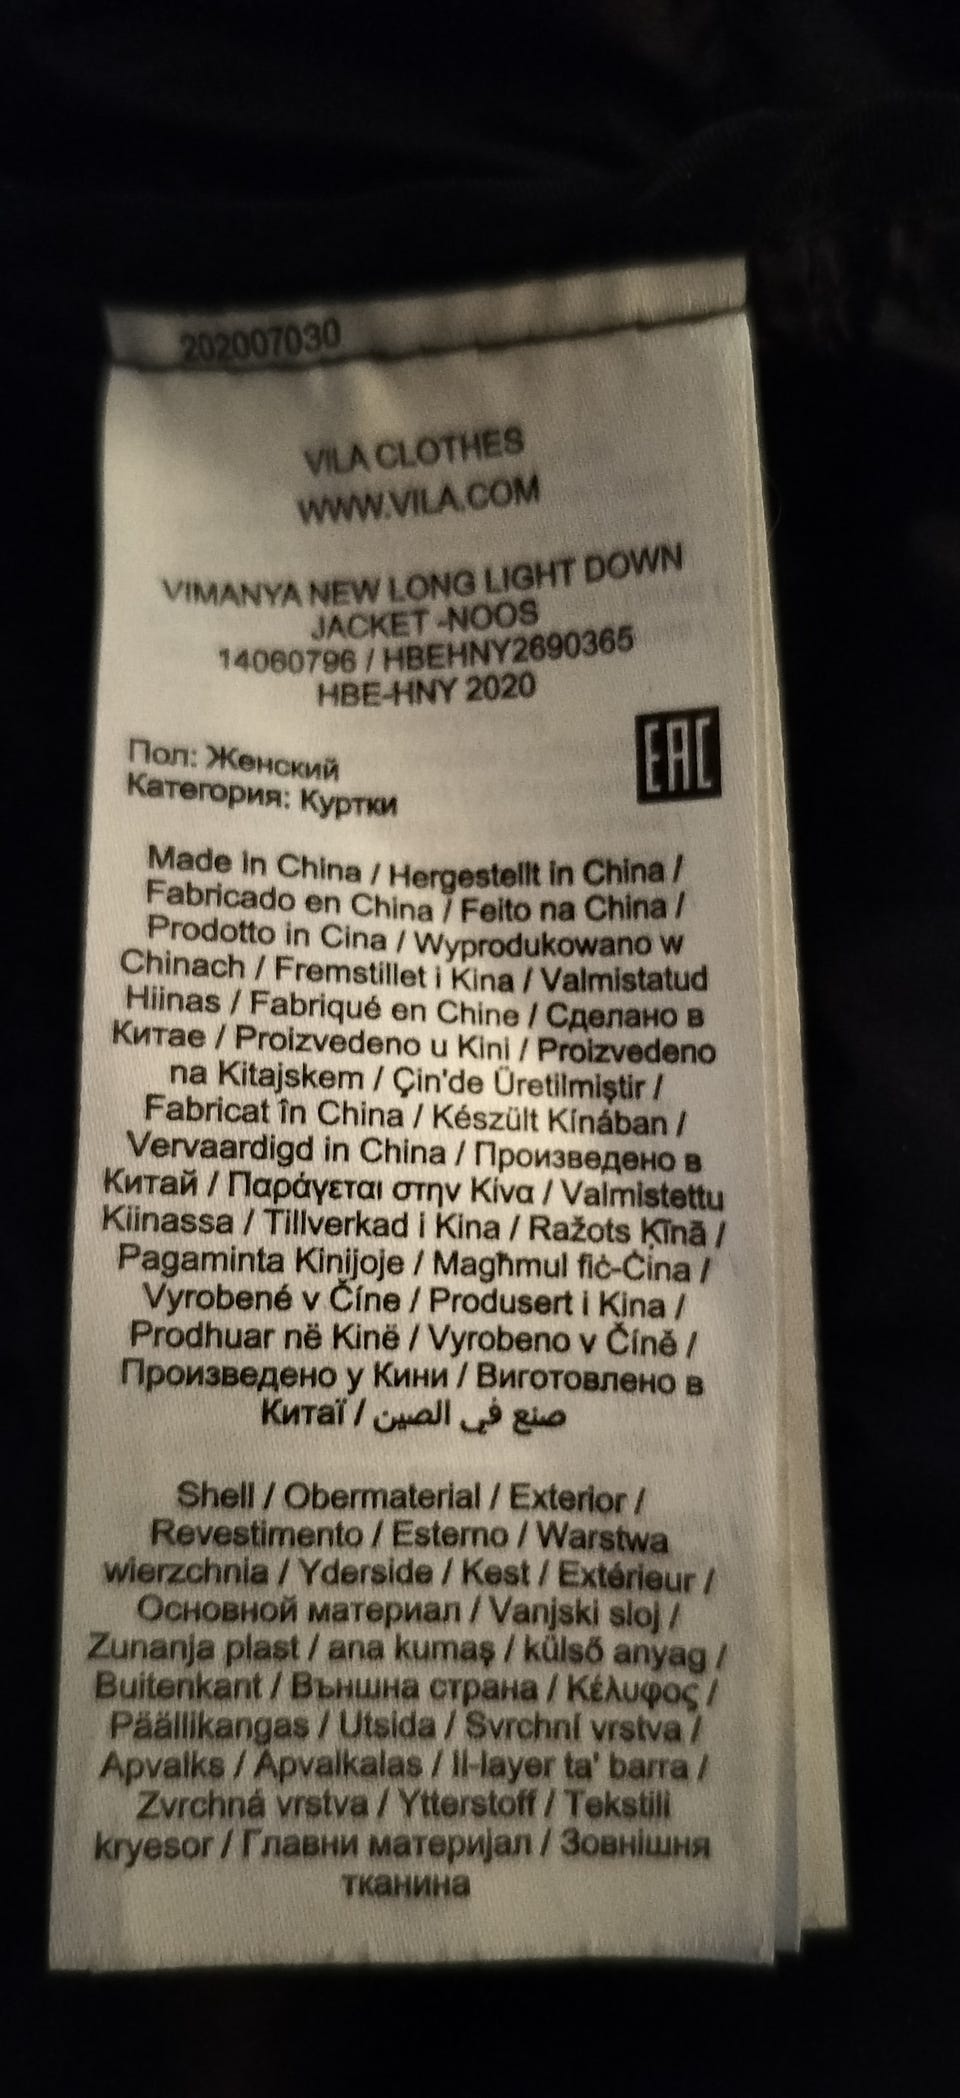 202007030
VILA CLOTHES
WWW.VILA.COM
VIMANYA NEW LONG LIGHT DOWN
JACKET -NOOS
14060796 / HBEHNY2690365
HBE-HNY 2020
EAC
Пол: Женский
Категория: Куртки
Made in China / Hergestellt in China /
Fabricado en China / Feito na China /
Prodotto in Cina / Wyprodukowano w
Chinach / Fremstillet i Kina / Valmistatud
Hiinas / Fabriqué en Chine / Сделано в
Китае / Proizvedeno u Kini / Proizvedeno
na Kitajskem / Çin'de Üretilmiştir /
Fabricat în China / Készült Kínában /
Vervaardigd in China / Произведено в
Китай / Παράγεται στην Κίνα / Valmistettu
Kiinassa / Tillverkad i Kina / Ražots Ķīnā /
Pagaminta Kinijoje / Magħmul fiċ-Ċina /
Vyrobené v Číne / Produsert i Kina /
Prodhuar në Kinë / Vyrobeno v Číně /
Произведено у Кини / Виготовлено в
Китаї / صنع في الصين
Shell / Obermaterial / Exterior /
Revestimento / Esterno / Warstwa
wierzchnia / Yderside / Kest / Extérieur /
Основной материал / Vanjski sloj /
Zunanja plast / ana kumaş / külső anyag /
Buitenkant / Външна страна / Κέλυφος /
Päällikangas / Utsida / Svrchní vrstva /
Apvalks / Apvalkalas / Il-layer ta' barra /
Zvrchná vrstva / Ytterstoff / Tekstili
kryesor / Главни материјал / Зовнішня
тканина